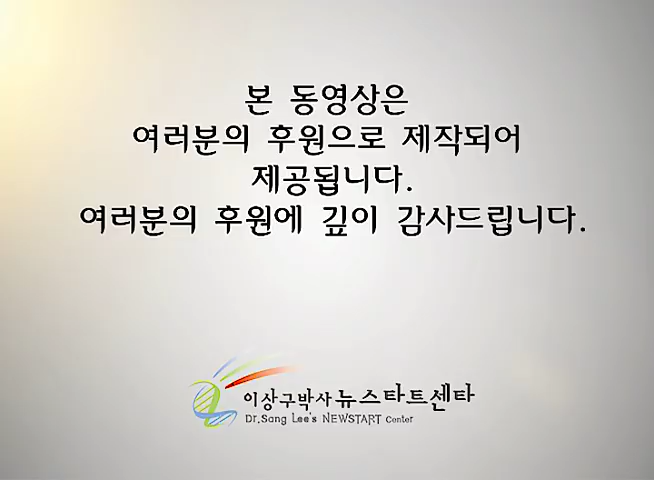 본 동영상은
여러분의 후원으로 제작되어
제공됩니다.
여러분의 후원에 깊이 감사드립니다.
이상구박사 뉴스타트센타
Dr.Sang Lee's NEWSTART Center